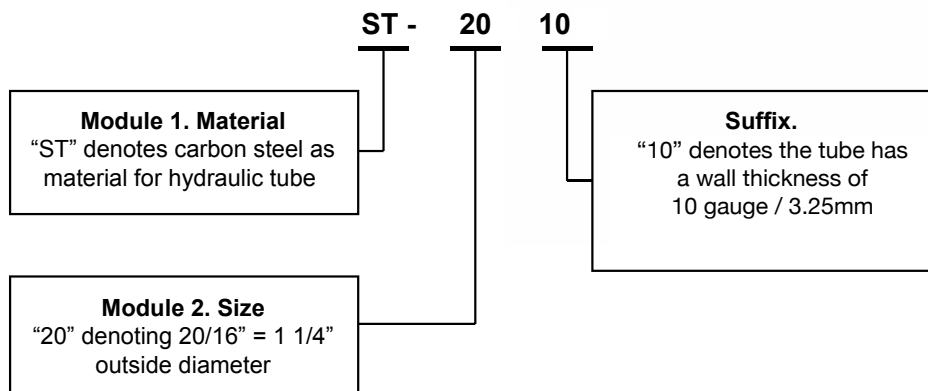 ST - 20 10
Module 1. Material
“ST” denotes carbon steel as
material for hydraulic tube
Suffix.
“10” denotes the tube has
a wall thickness of
10 gauge / 3.25mm
Module 2. Size
“20” denoting 20/16” = 1 1/4”
outside diameter